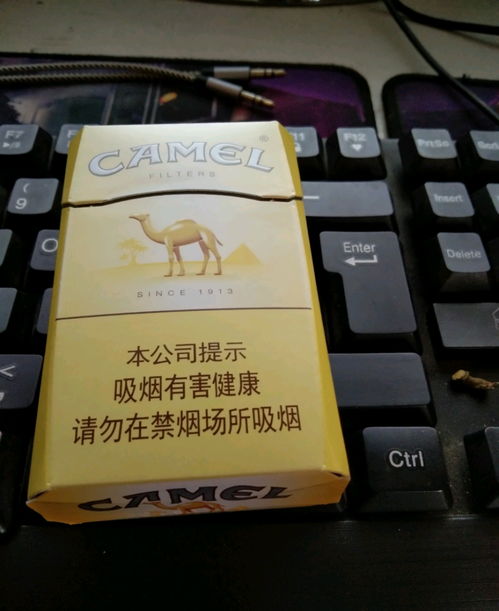 CAMEL
FILTERS
SINCE 1913
本公司提示
吸烟有害健康
请勿在禁烟场所吸烟
CAMEL
F7
F12
PrtSc
9
O
Insert
Enter
Delete
<
Ctrl